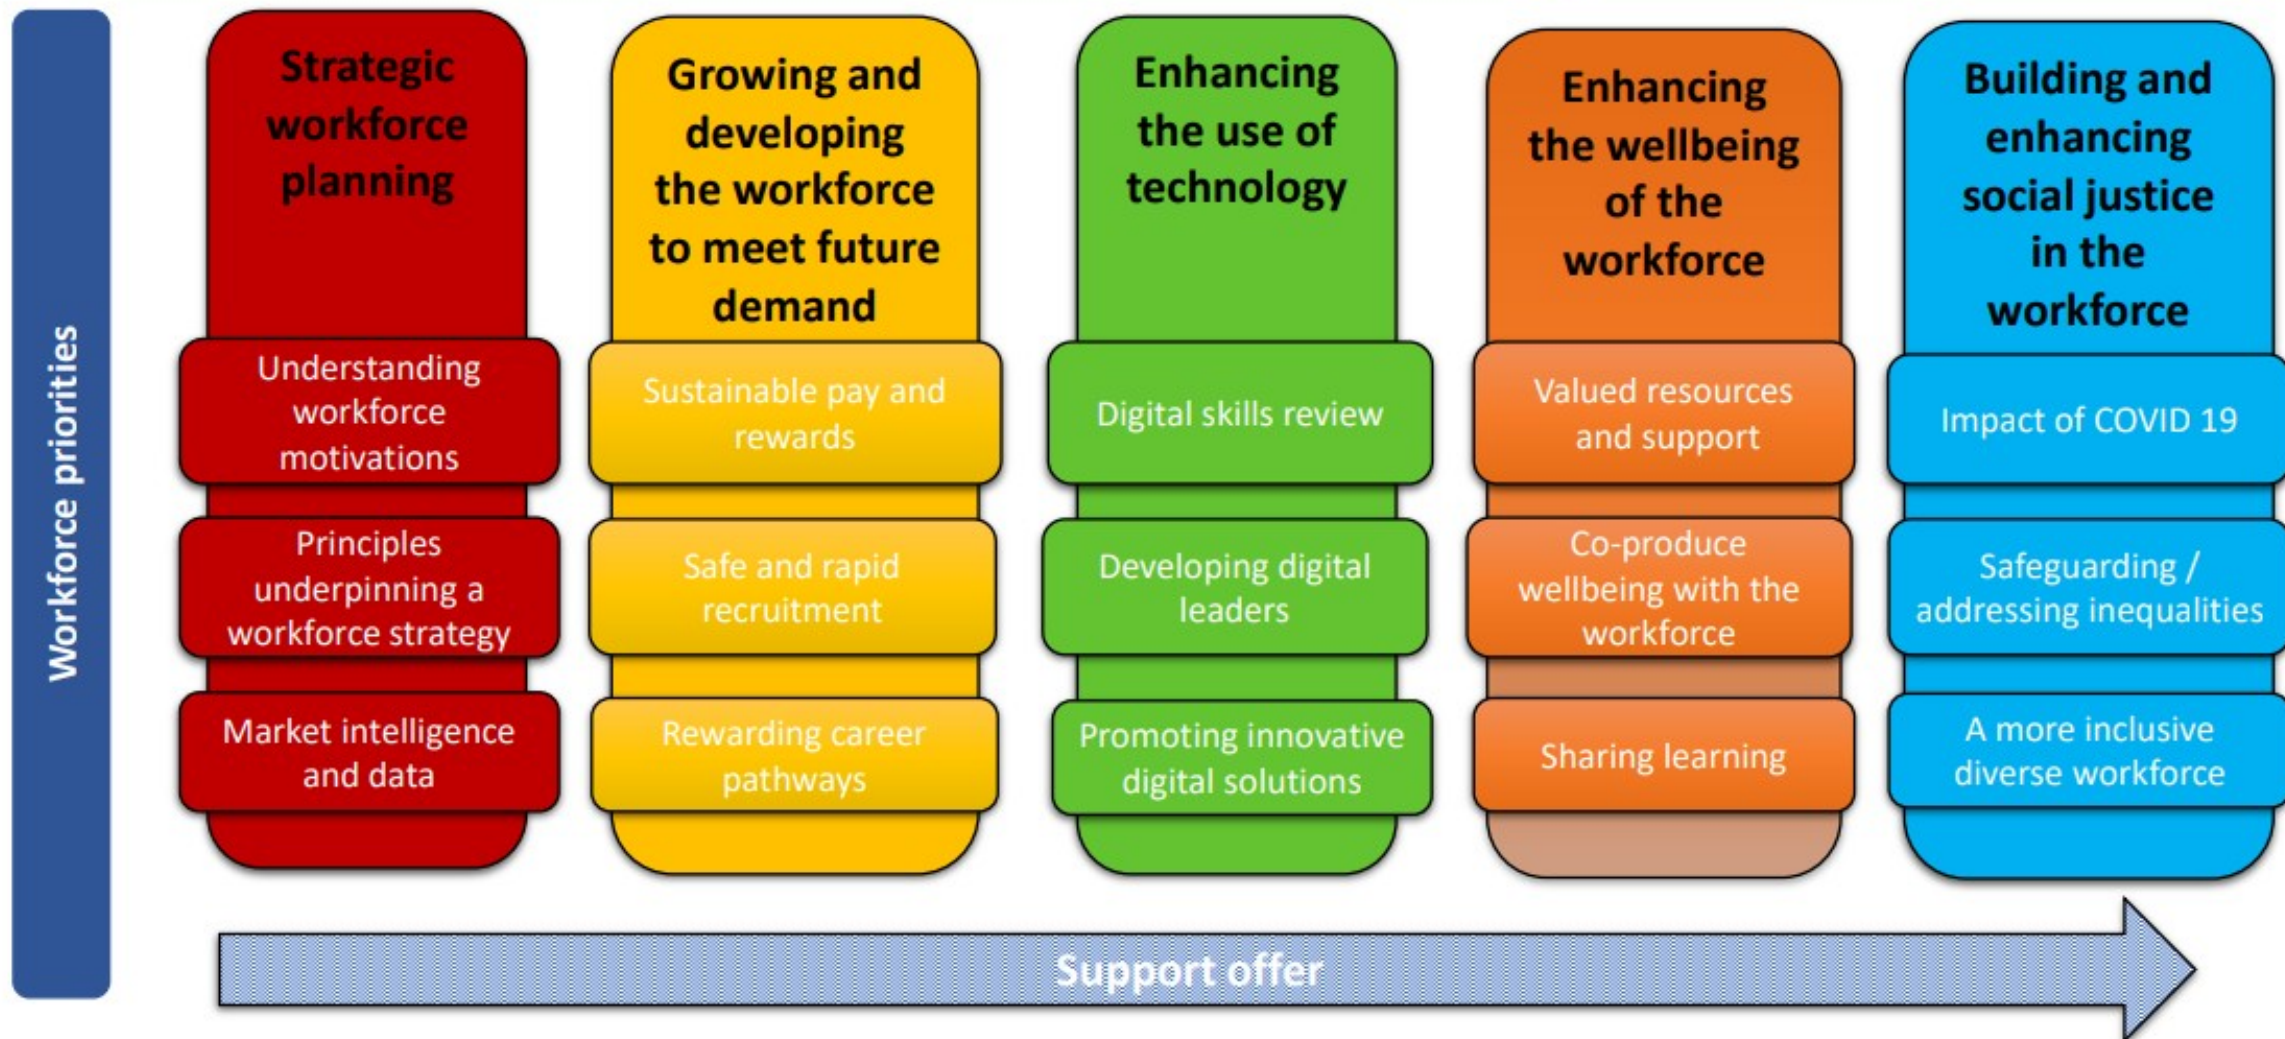 Workforce priorities
Strategic
workforce
planning
Understanding
workforce
motivations
Principles
underpinning a
workforce strategy
Market intelligence
and data
Growing and
developing
the workforce
to meet future
demand
Sustainable pay and
rewards
Safe and rapid
recruitment
Rewarding career
pathways
Enhancing
the use of
technology
Digital skills review
Developing digital
leaders
Promoting innovative
digital solutions
Enhancing
the wellbeing
of the
workforce
Valued resources
and support
Co-produce
wellbeing with the
workforce
Sharing learning
Building and
enhancing
social justice
in the
workforce
Impact of COVID 19
Safeguarding /
addressing inequalities
A more inclusive
diverse workforce
Support offer